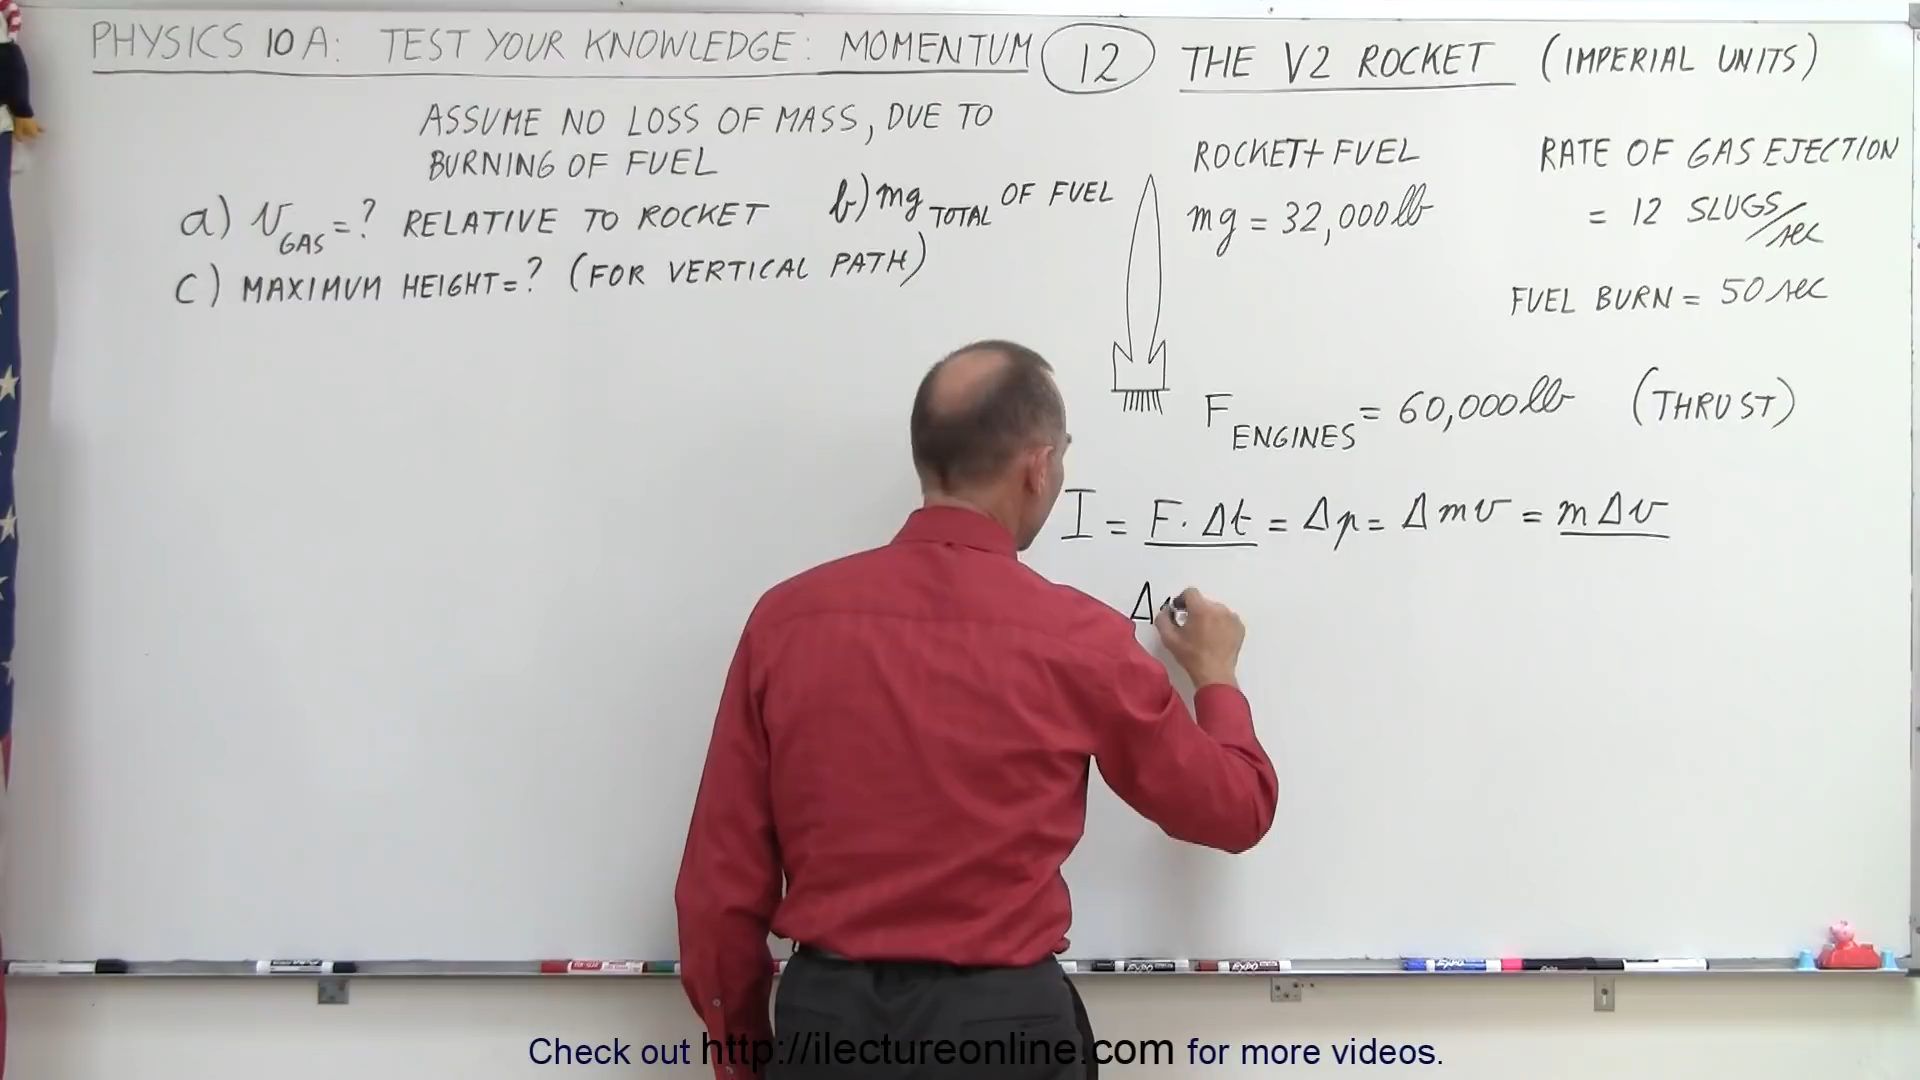 PHYSICS 10A: TEST YOUR KNOWLEDGE: MOMENTUM 12 THE V2 ROCKET (IMPERIAL UNITS)
ASSUME NO LOSS OF MASS, DUE TO
BURNING OF FUEL
a) v GAS = ? RELATIVE TO ROCKET b) mg TOTAL OF FUEL
c) MAXIMUM HEIGHT = ? (FOR VERTICAL PATH)
ROCKET + FUEL
mg = 32,000 lb
RATE OF GAS EJECTION
= 12 SLUGS/sec
FUEL BURN = 50 sec
F ENGINES = 60,000 lb (THRUST)
I = F · Δt = Δp = Δmv = mΔv
Δ
EXPO EXPO EXPO
Check out http://ilectureonline.com for more videos.